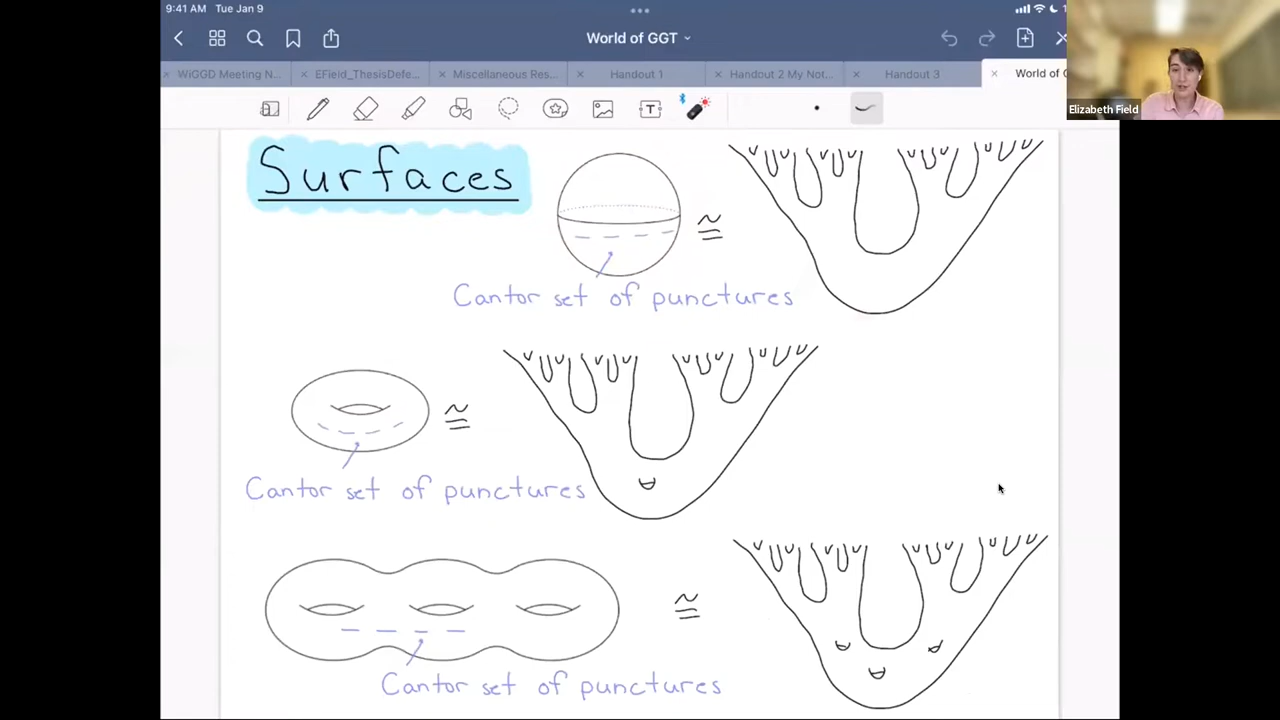 9:41 AM Tue Jan 9
World of GGT
WiGGD Meeting N...
EField_ThesisDefe...
Miscellaneous Res...
Handout 1
Handout 2 My Not...
Handout 3
World of G
Elizabeth Field
Surfaces
≅
Cantor set of punctures
≅
Cantor set of punctures
≅
Cantor set of punctures